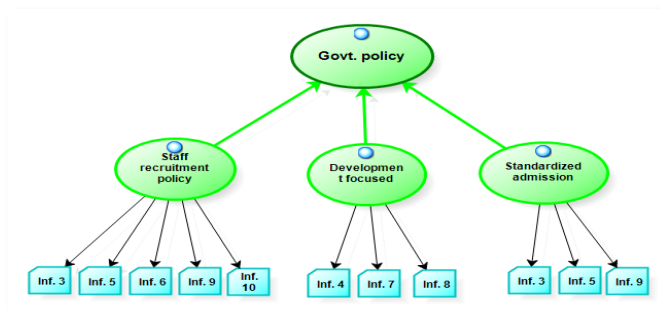 Govt. policy
Staff
recruitment
policy
Developmen
t focused
Standardized
admission
Inf. 3
Inf. 5
Inf. 6
Inf. 9
Inf.
10
Inf. 4
Inf. 7
Inf. 8
Inf. 3
Inf. 5
Inf. 9